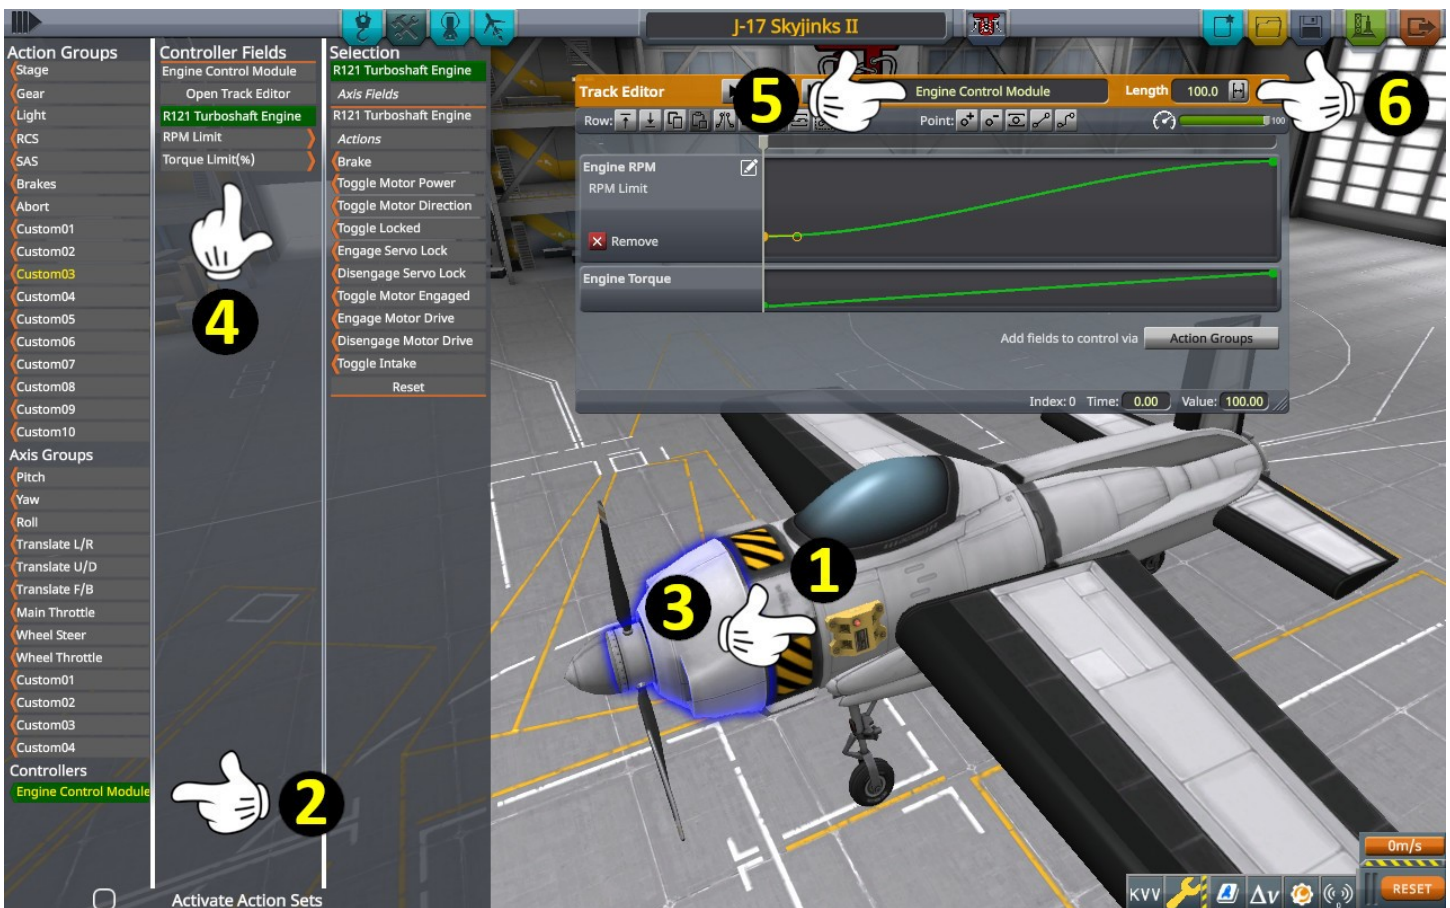 J-17 Skyjinks II
Action Groups
Stage
Gear
Light
RCS
SAS
Brakes
Abort
Custom01
Custom02
Custom03
Custom04
Custom05
Custom06
Custom07
Custom08
Custom09
Custom10
Axis Groups
Pitch
Yaw
Roll
Translate L/R
Translate U/D
Translate F/B
Main Throttle
Wheel Steer
Wheel Throttle
Custom01
Custom02
Custom03
Custom04
Controllers
Engine Control Module
Controller Fields
Engine Control Module
Open Track Editor
R121 Turboshaft Engine
RPM Limit
Torque Limit(%)
4
2
Activate Action Sets
Selection
R121 Turboshaft Engine
Axis Fields
R121 Turboshaft Engine
Actions
Brake
Toggle Motor Power
Toggle Motor Direction
Toggle Locked
Engage Servo Lock
Disengage Servo Lock
Toggle Motor Engaged
Engage Motor Drive
Disengage Motor Drive
Toggle Intake
Reset
Track Editor
5
Engine Control Module
Length 100.0
6
Row:
Point:
100
Engine RPM
RPM Limit
Remove
Engine Torque
Add fields to control via Action Groups
Index: 0 Time: 0.00 Value: 100.00
1
3
0m/s
KVV
Δv
0
RESET